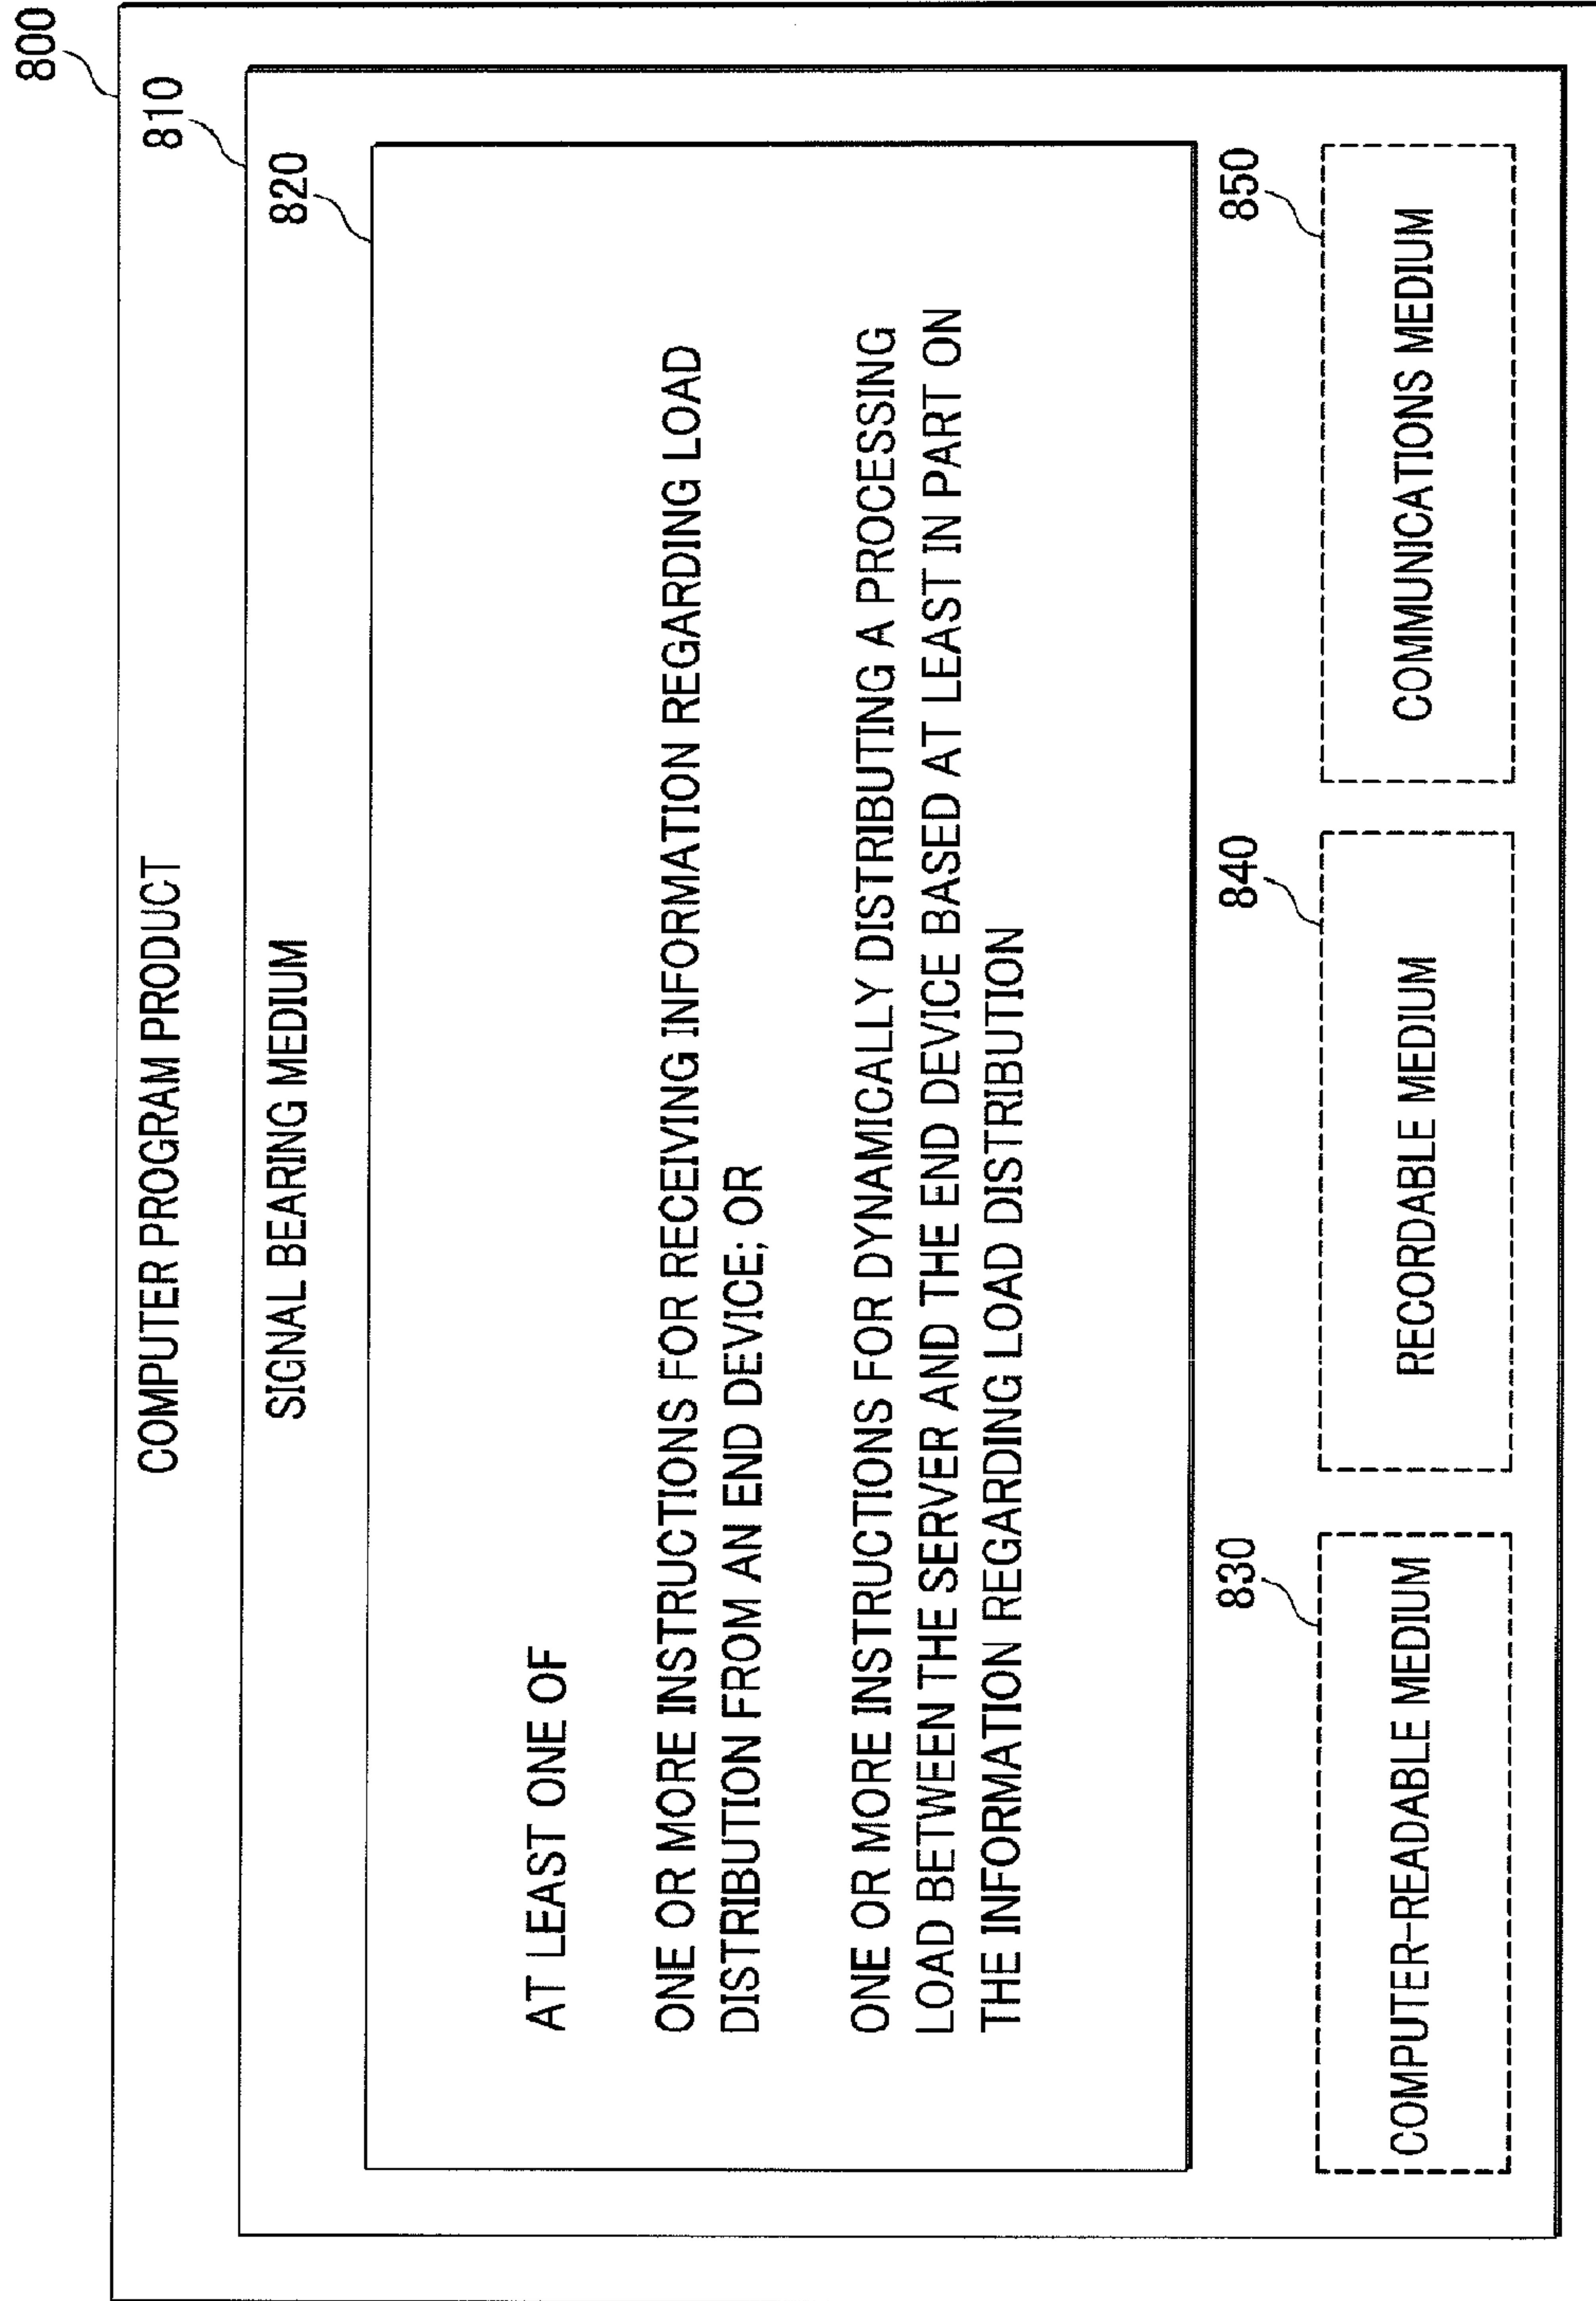 800
COMPUTER PROGRAM PRODUCT
810
SIGNAL BEARING MEDIUM
820
AT LEAST ONE OF
ONE OR MORE INSTRUCTIONS FOR RECEIVING INFORMATION REGARDING LOAD
DISTRIBUTION FROM AN END DEVICE; OR
ONE OR MORE INSTRUCTIONS FOR DYNAMICALLY DISTRIBUTING A PROCESSING
LOAD BETWEEN THE SERVER AND THE END DEVICE BASED AT LEAST IN PART ON
THE INFORMATION REGARDING LOAD DISTRIBUTION
830
COMPUTER-READABLE MEDIUM
840
RECORDABLE MEDIUM
850
COMMUNICATIONS MEDIUM